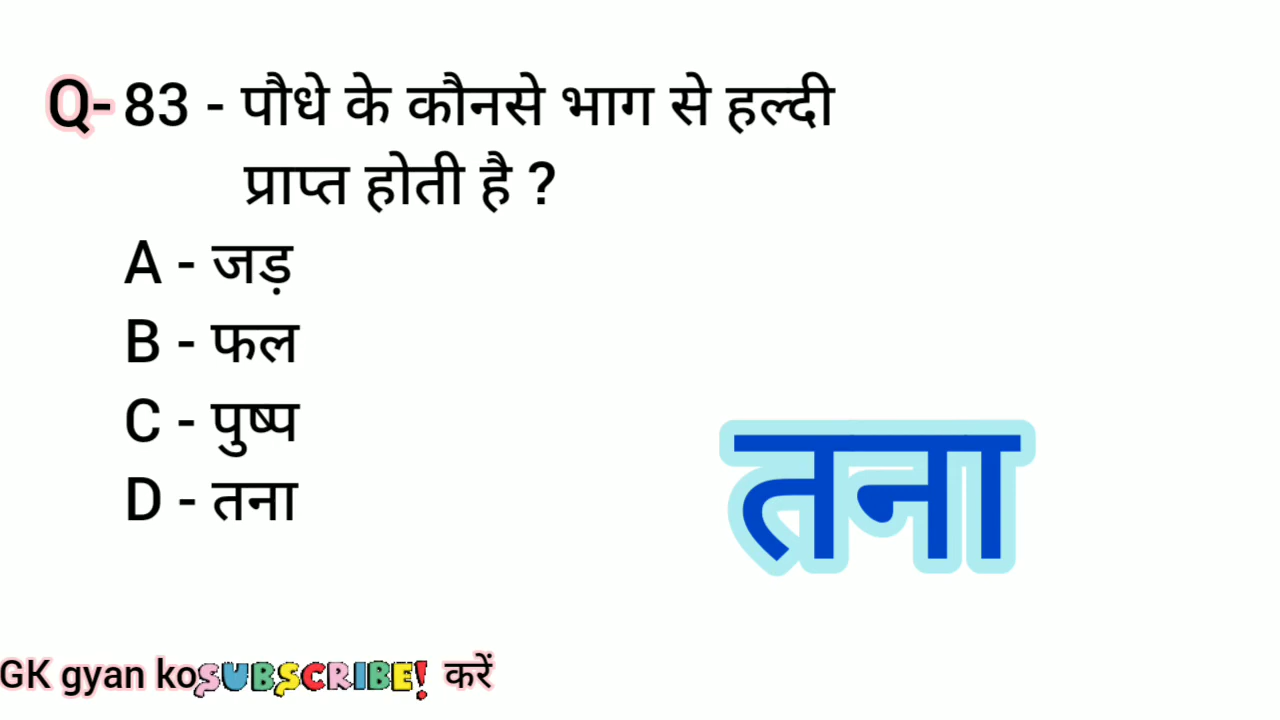 Q- 83 - पौधे के कौनसे भाग से हल्दी
प्राप्त होती है ?
A - जड़
B - फल
C - पुष्प
D - तना
तना
GK gyan ko SUBSCRIBE! करें